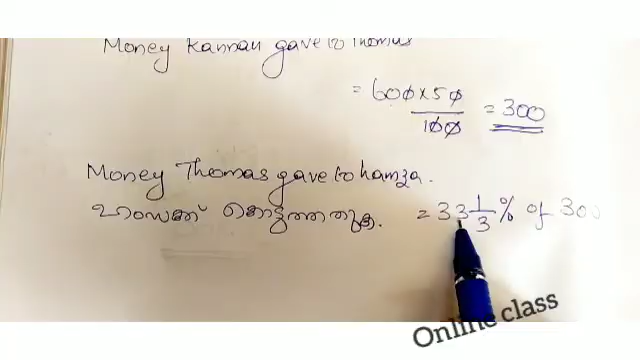 Money Kannan gave to Thomas
= 600 × 50 / 100 = 300
Money Thomas gave to hamza.
ഹംസക്ക് കൊടുത്ത തുക. = 33 1/3 % of 300
Online class